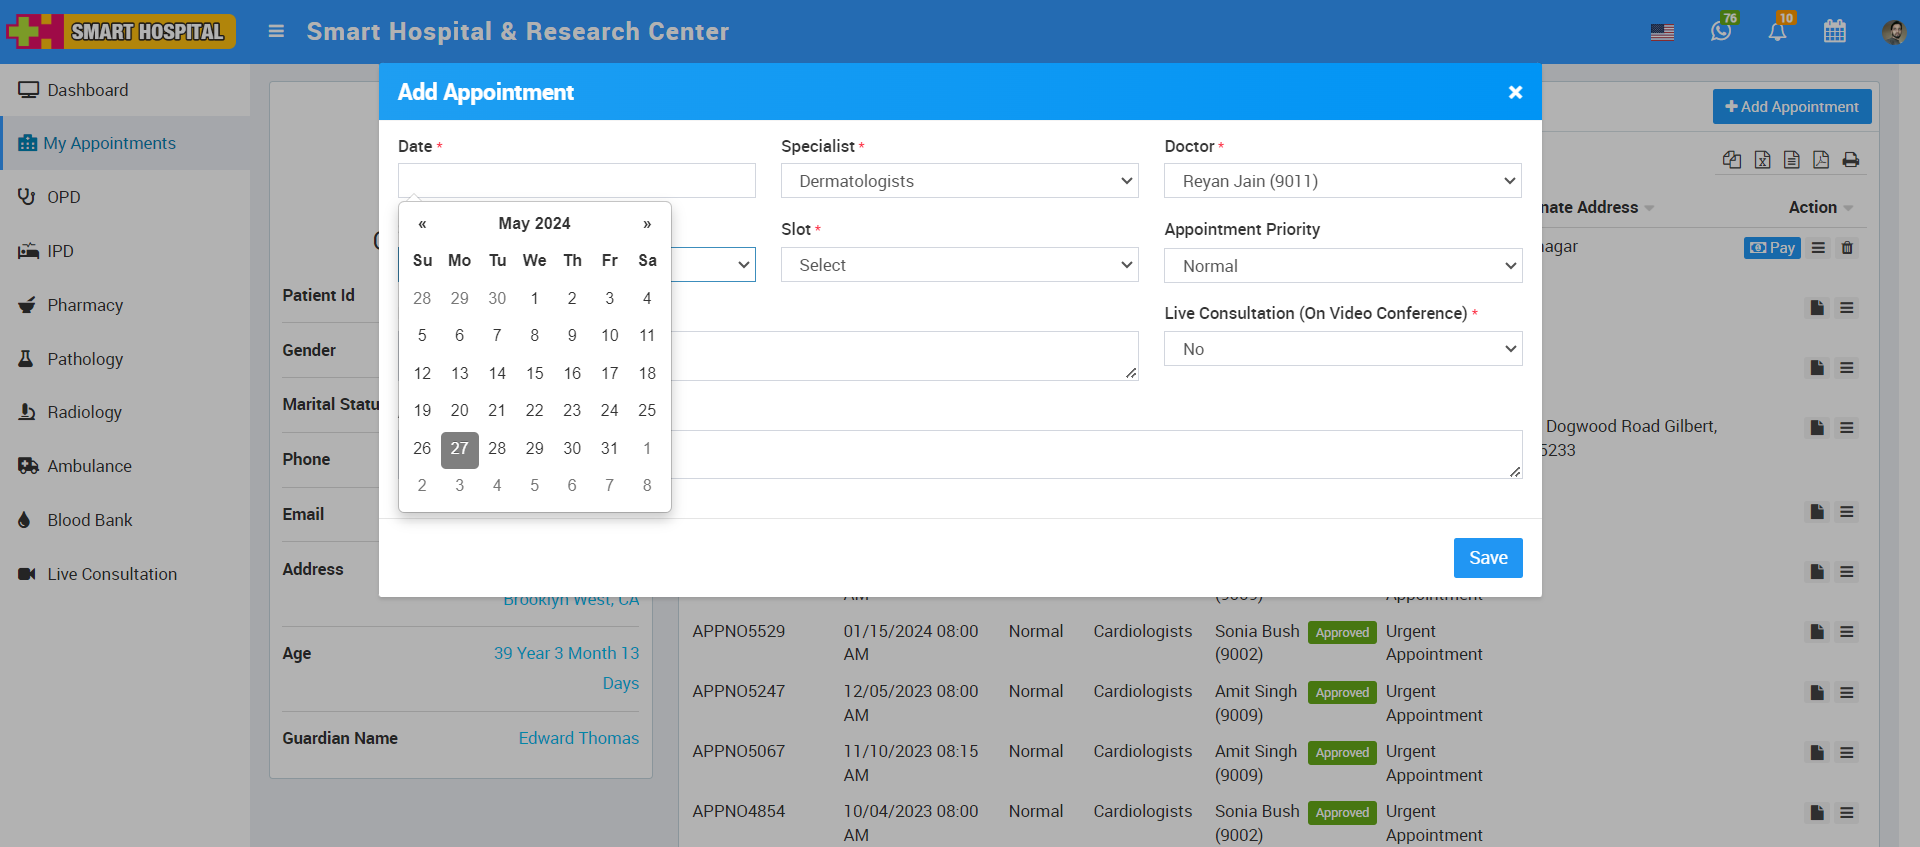 SMART HOSPITAL
Smart Hospital & Research Center
76
10
Dashboard
My Appointments
OPD
IPD
Pharmacy
Pathology
Radiology
Ambulance
Blood Bank
Live Consultation
Add Appointment
×
Date *
Specialist *
Dermatologists
Doctor *
Reyan Jain (9011)
« May 2024 »
Su Mo Tu We Th Fr Sa
28 29 30 1 2 3 4
5 6 7 8 9 10 11
12 13 14 15 16 17 18
19 20 21 22 23 24 25
26 27 28 29 30 31 1
2 3 4 5 6 7 8
Slot *
Select
Appointment Priority
Normal
Live Consultation (On Video Conference) *
No
Save
Patient Id
Gender
Marital Statu
Phone
Email
Address
Brooklyn West, CA
Age
39 Year 3 Month 13
Days
Guardian Name
Edward Thomas
+ Add Appointment
nate Address
Action
nagar
Pay
Dogwood Road Gilbert,
5233
AM (9009) Appointment
APPNO5529 01/15/2024 08:00 Normal Cardiologists Sonia Bush Approved Urgent
AM (9002) Appointment
APPNO5247 12/05/2023 08:00 Normal Cardiologists Amit Singh Approved Urgent
AM (9009) Appointment
APPNO5067 11/10/2023 08:15 Normal Cardiologists Amit Singh Approved Urgent
AM (9009) Appointment
APPNO4854 10/04/2023 08:00 Normal Cardiologists Sonia Bush Approved Urgent
AM (9002) Appointment